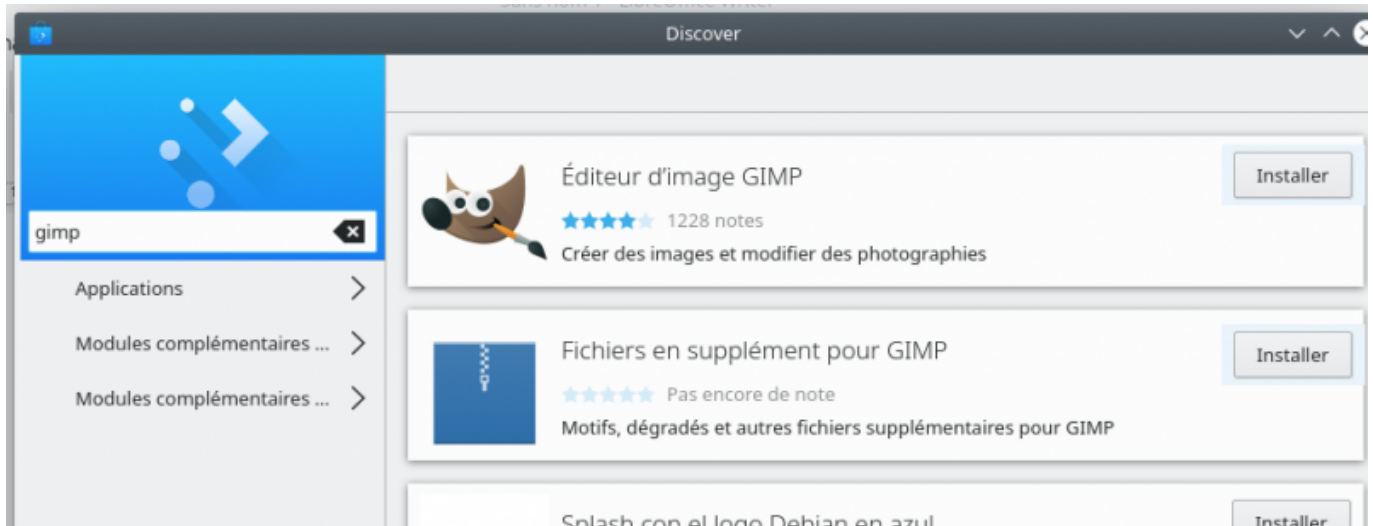 Discover
gimp
Applications
Modules complémentaires ...
Modules complémentaires ...
Éditeur d'image GIMP
Installer
1228 notes
Créer des images et modifier des photographies
Fichiers en supplément pour GIMP
Installer
Pas encore de note
Motifs, dégradés et autres fichiers supplémentaires pour GIMP
Splash con el logo Debian en azul
Installer